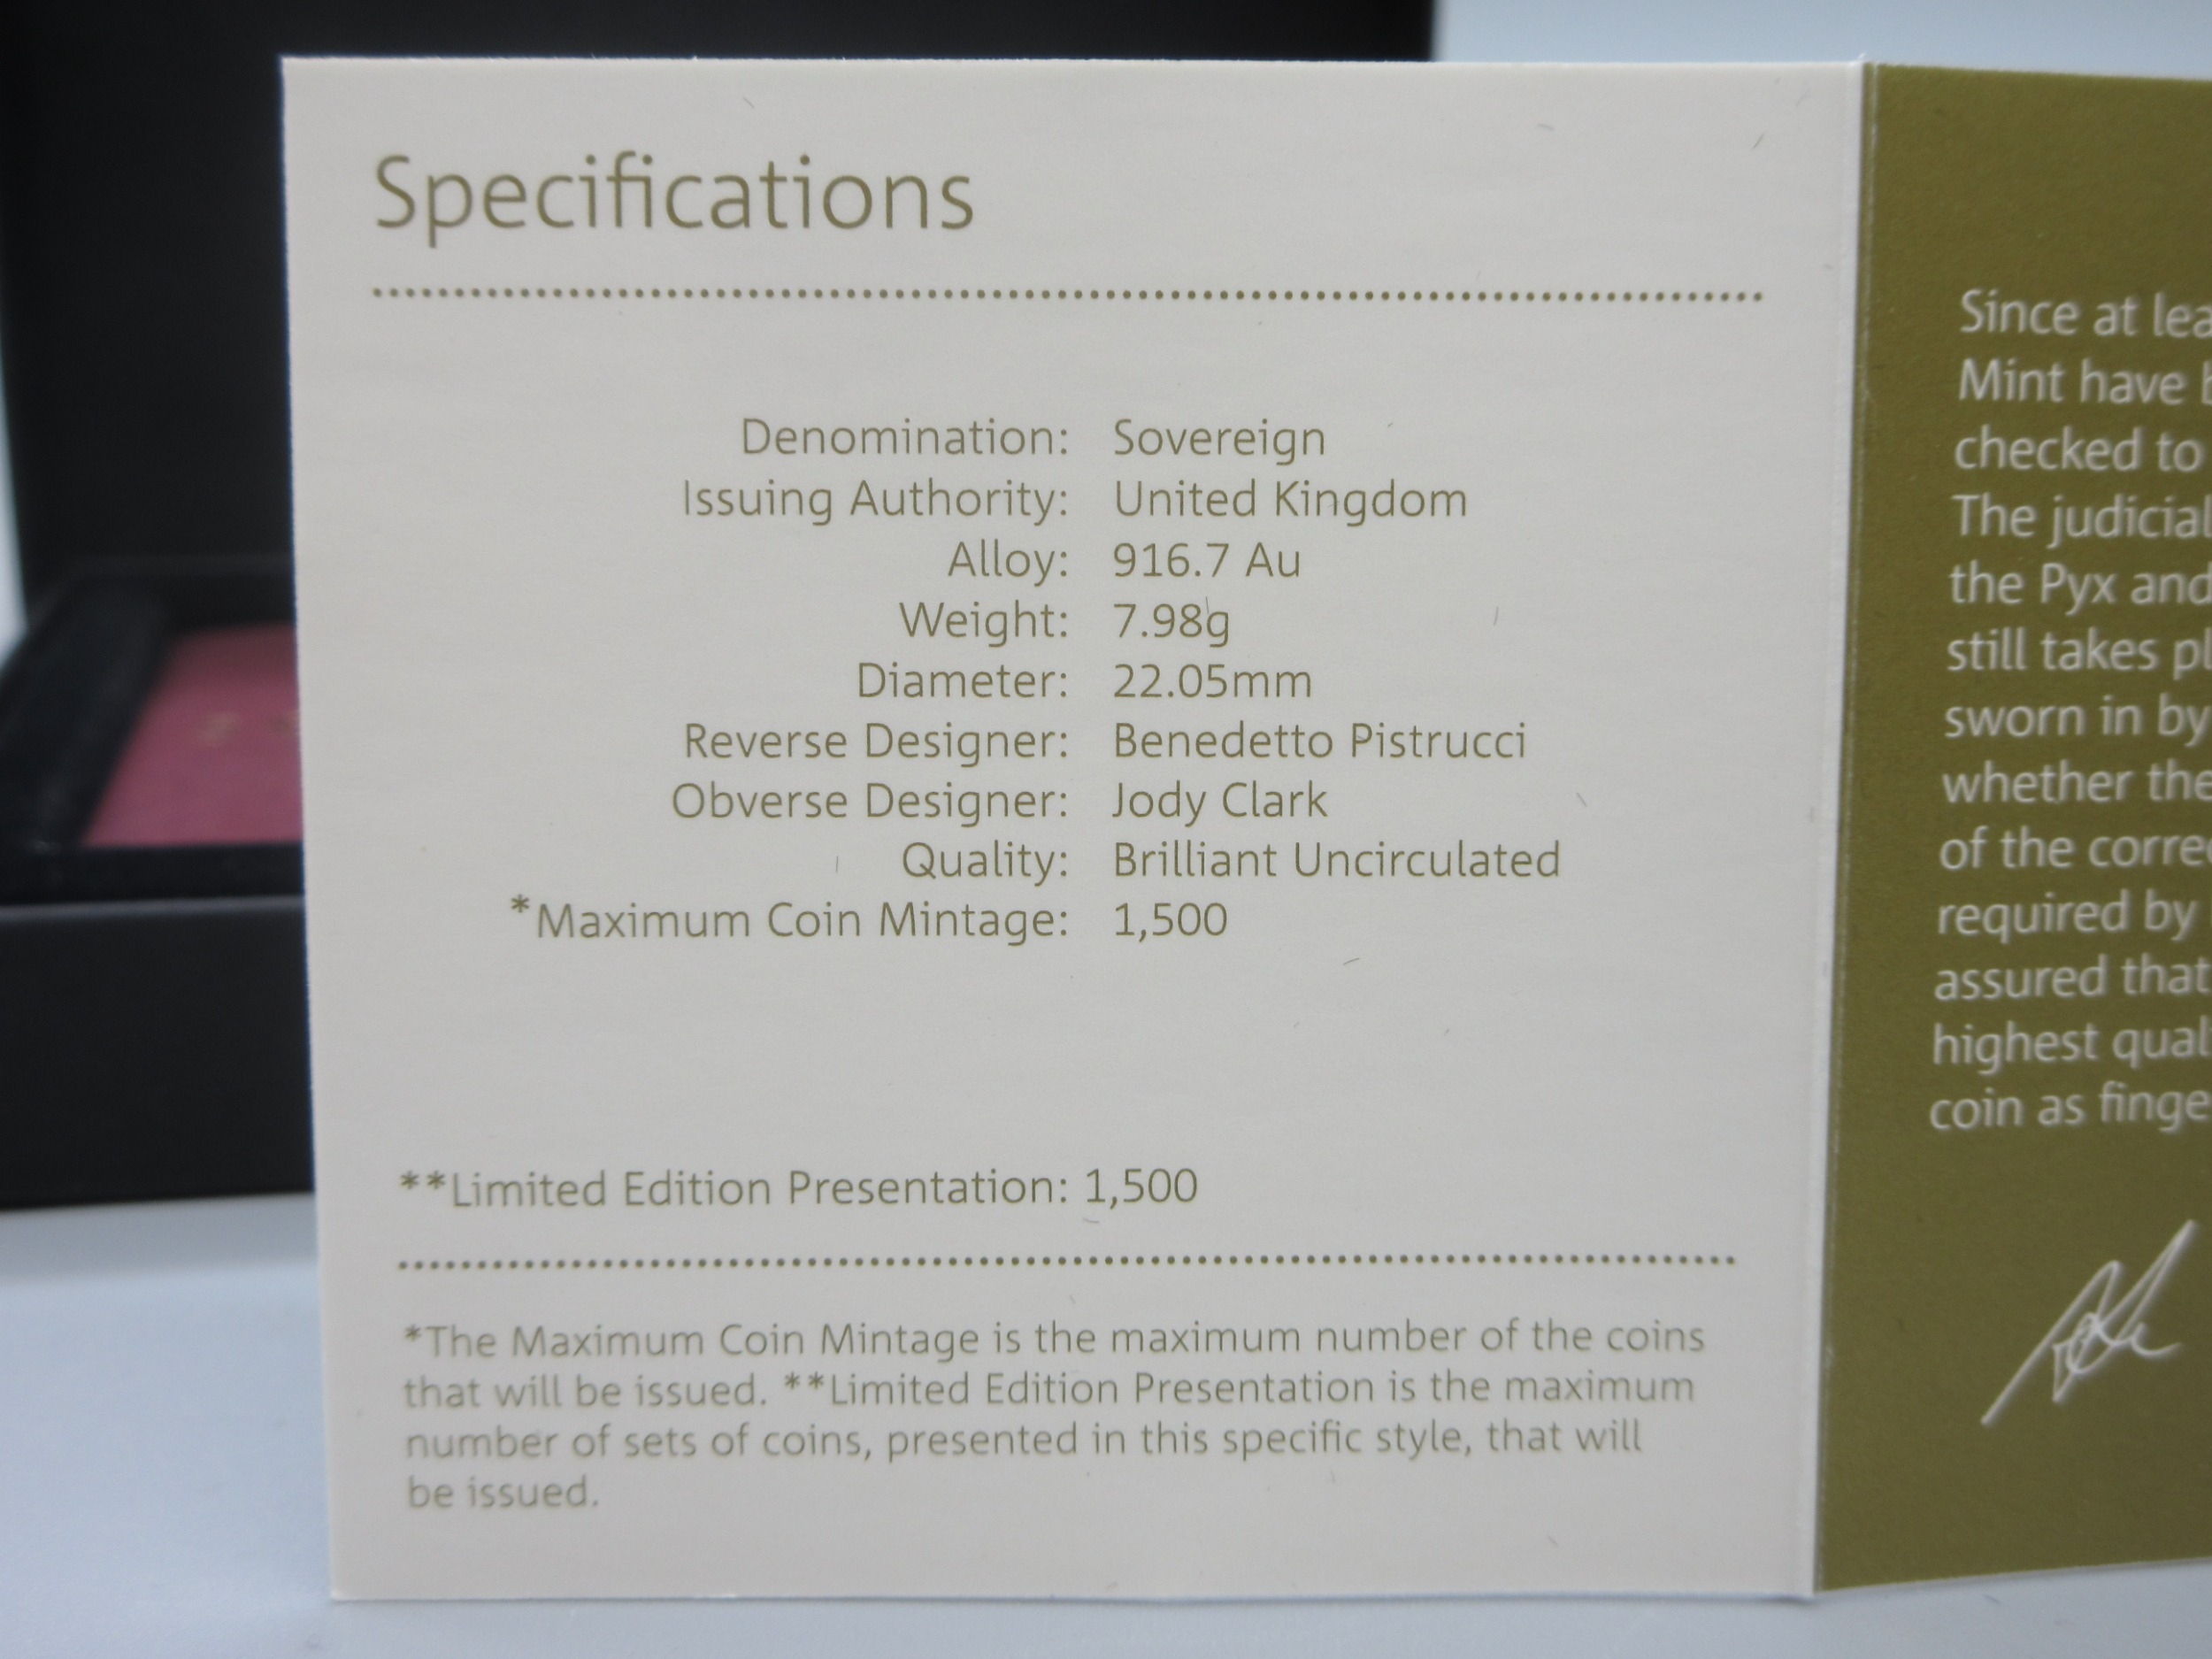 Specifications
Denomination: Sovereign
Issuing Authority: United Kingdom
Alloy: 916.7 Au
Weight: 7.98g
Diameter: 22.05mm
Reverse Designer: Benedetto Pistrucci
Obverse Designer: Jody Clark
Quality: Brilliant Uncirculated
*Maximum Coin Mintage: 1,500
**Limited Edition Presentation: 1,500
*The Maximum Coin Mintage is the maximum number of the coins
that will be issued. **Limited Edition Presentation is the maximum
number of sets of coins, presented in this specific style, that will
be issued.
Since at
Mint have
checked to
The judicial
the Pyx and
still takes
sworn in by
whether the
of the
required by
assured that
highest
coin as